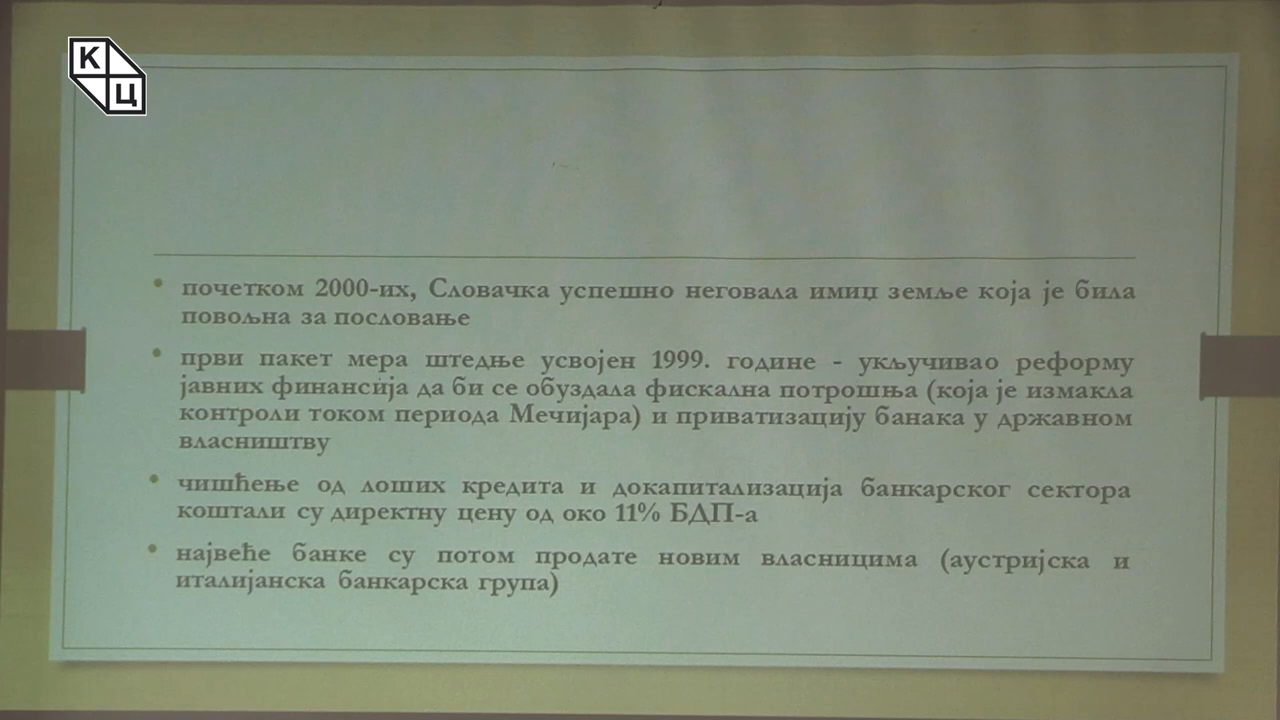 К
Ц
почетком 2000-их, Словачка успешно неговала имиџ земље која је била
повољна за пословање
први пакет мера штедње усвојен 1999. године - укључивао реформу
јавних финансија да би се обуздала фискална потрошња (која је измакла
контроли током периода Мечијара) и приватизацију банака у државном
власништву
чишћење од лоших кредита и докапитализација банкарског сектора
коштали су директну цену од око 11% БДП-а
највеће банке су потом продате новим власницима (аустријска и
италијанска банкарска група)